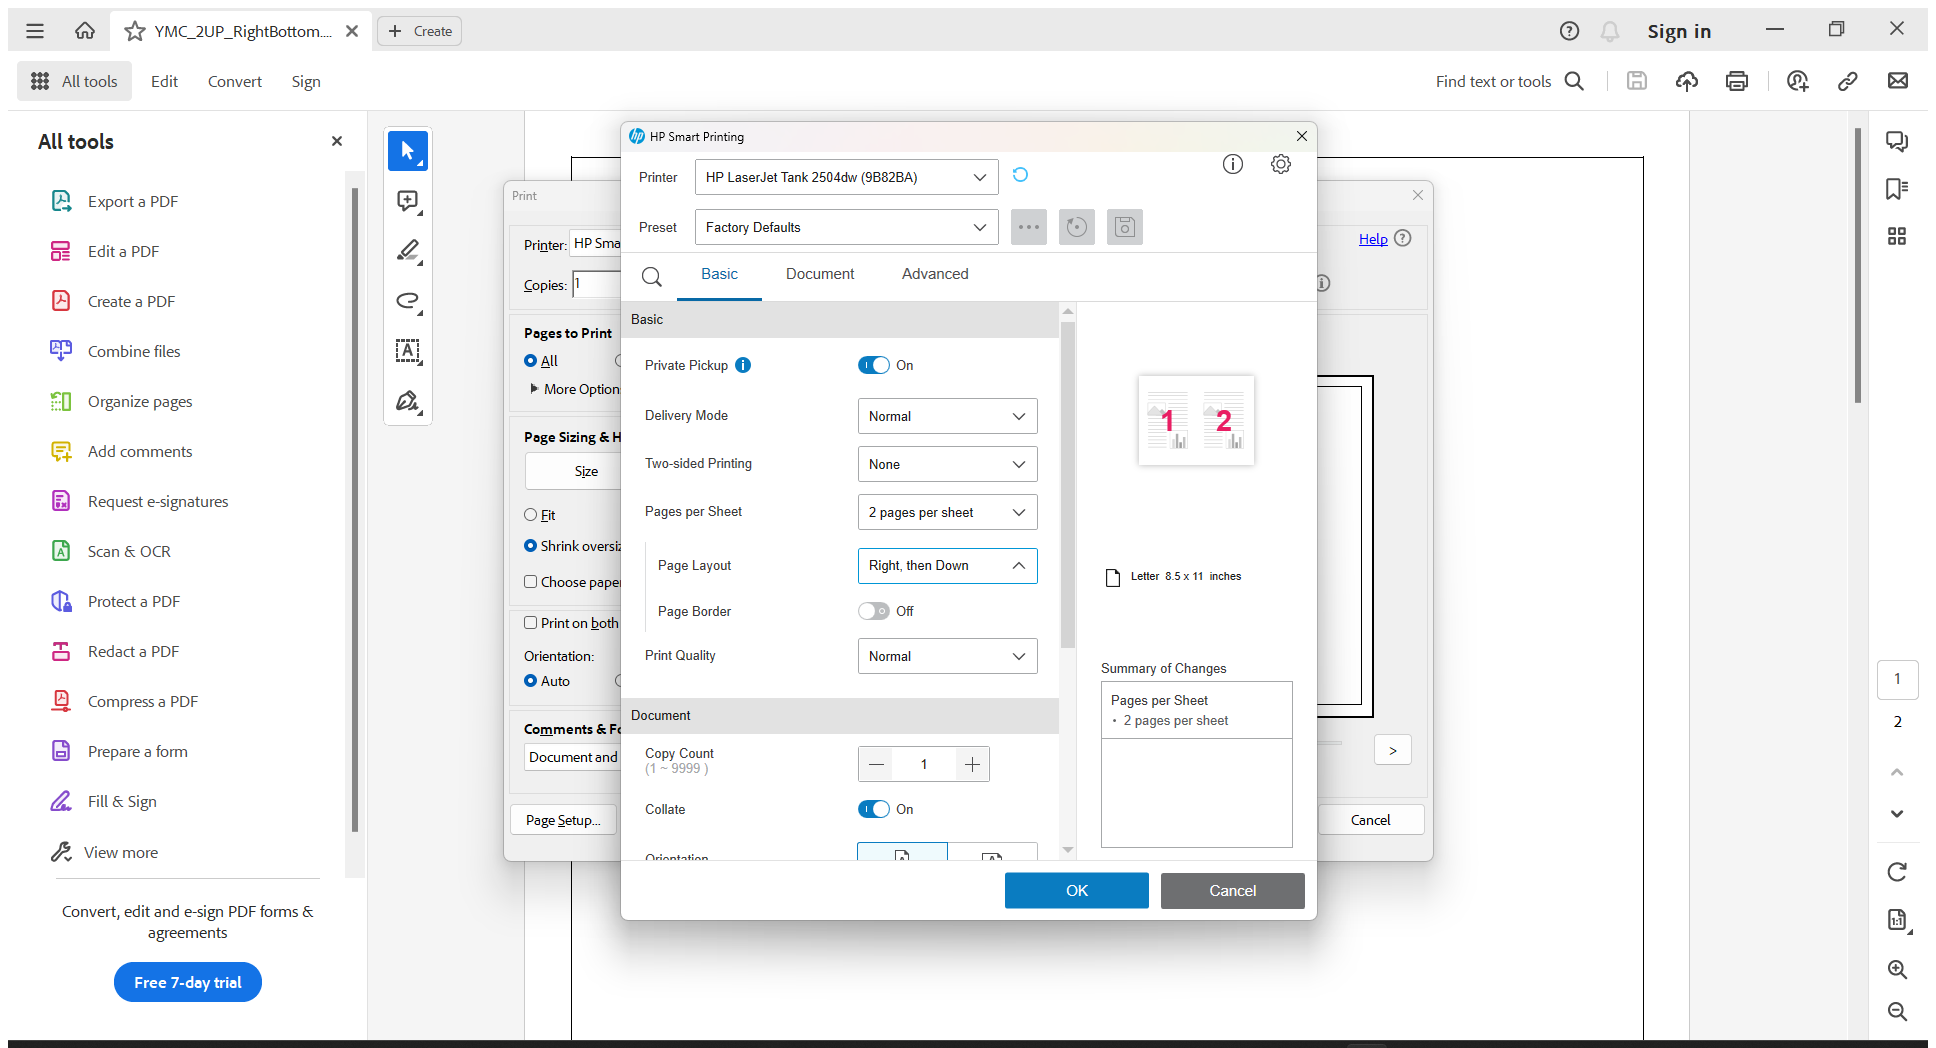 YMC_2UP_RightBottom....
Create
Sign in
All tools
Edit
Convert
Sign
Find text or tools
All tools
Export a PDF
Edit a PDF
Create a PDF
Combine files
Organize pages
Add comments
Request e-signatures
Scan & OCR
Protect a PDF
Redact a PDF
Compress a PDF
Prepare a form
Fill & Sign
View more
Convert, edit and e-sign PDF forms &
agreements
Free 7-day trial
Print
Printer: HP Sma
Copies: 1
Pages to Print
All
More Option
Page Sizing & H
Size
Fit
Shrink oversiz
Choose paper
Print on both
Orientation:
Auto
Comments & Fo
Document and
Page Setup...
Help
>
Cancel
HP Smart Printing
Printer
HP LaserJet Tank 2504dw (9B82BA)
Preset
Factory Defaults
Basic
Document
Advanced
Basic
Private Pickup
On
Delivery Mode
Normal
Two-sided Printing
None
Pages per Sheet
2 pages per sheet
Page Layout
Right, then Down
Page Border
Off
Print Quality
Normal
Document
Copy Count
(1 ~ 9999 )
1
Collate
On
Orientation
1 2
Letter 8.5 x 11 inches
Summary of Changes
Pages per Sheet
• 2 pages per sheet
OK
Cancel
1
2
1:1